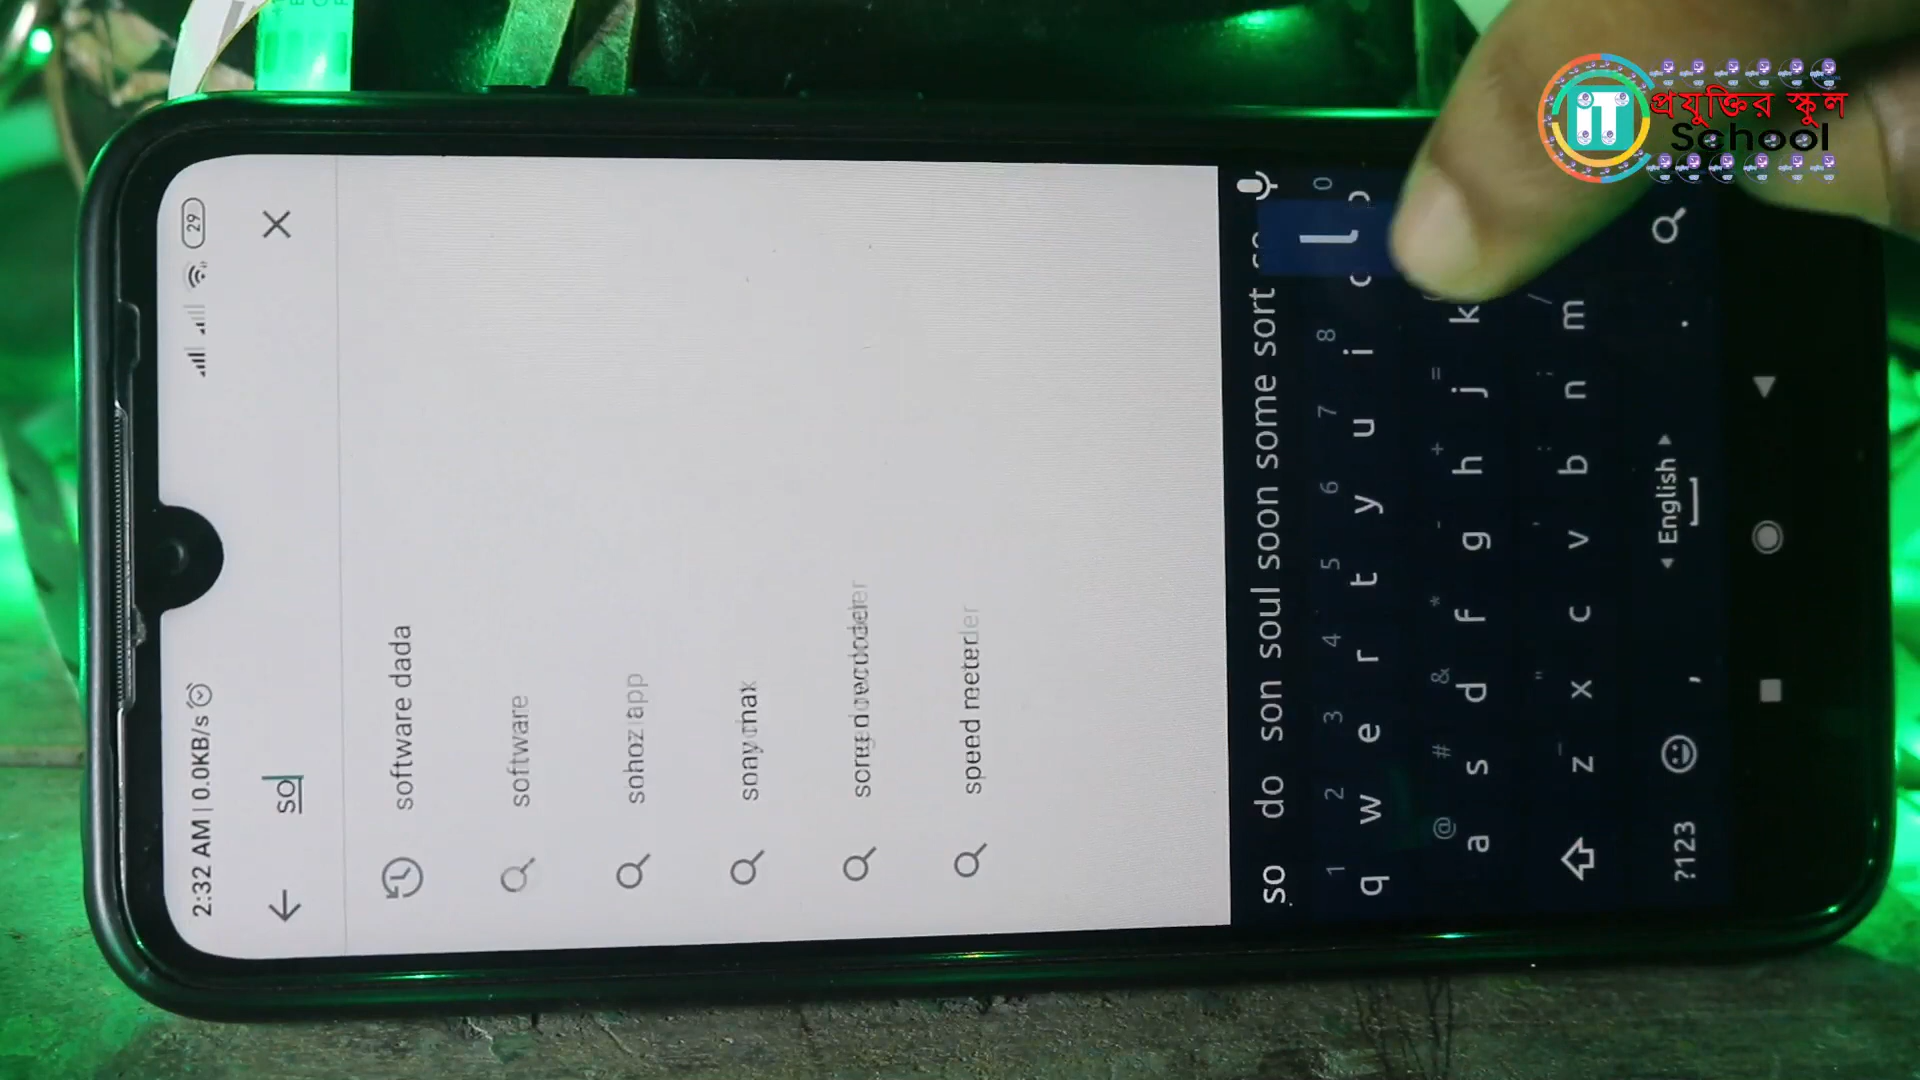 2:32 AM | 0.0KB/s
29
so
software dada
software
sohoz app
sony max
speed meter
so do son soul soon some sort
1 2 3 4 5 6 7 8 0
q w e r t y u i
l
@ # & * - + =
a s d f g h j k
z x c v b n m
?123 , English .
iT প্রযুক্তির স্কুল
School